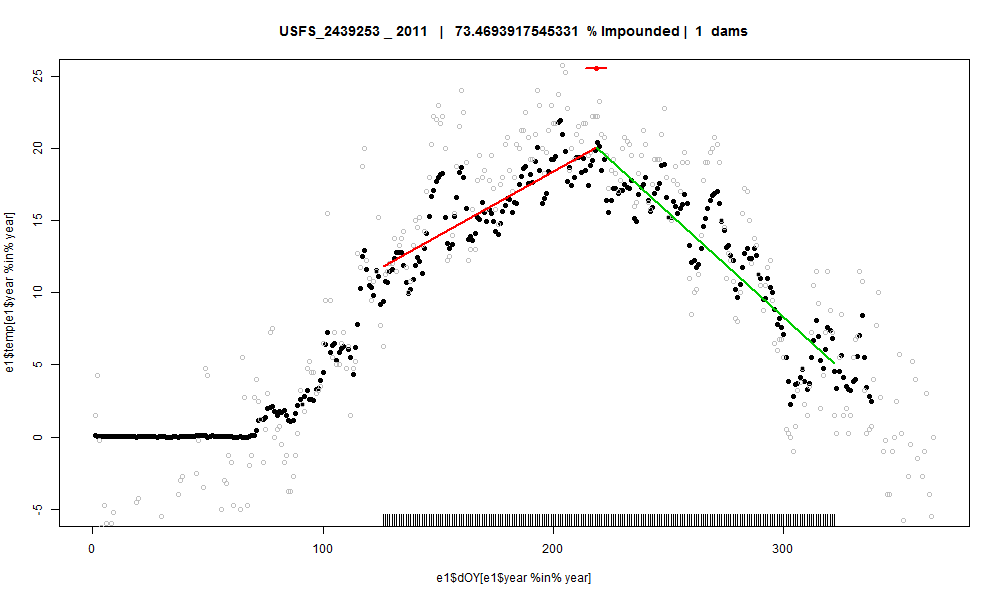 USFS_2439253 _ 2011 | 73.4693917545331 % Impounded | 1 dams
e1$temp[e1$year %in% year]
25
20
15
10
5
0
-5
0 100 200 300
e1$dOY[e1$year %in% year]